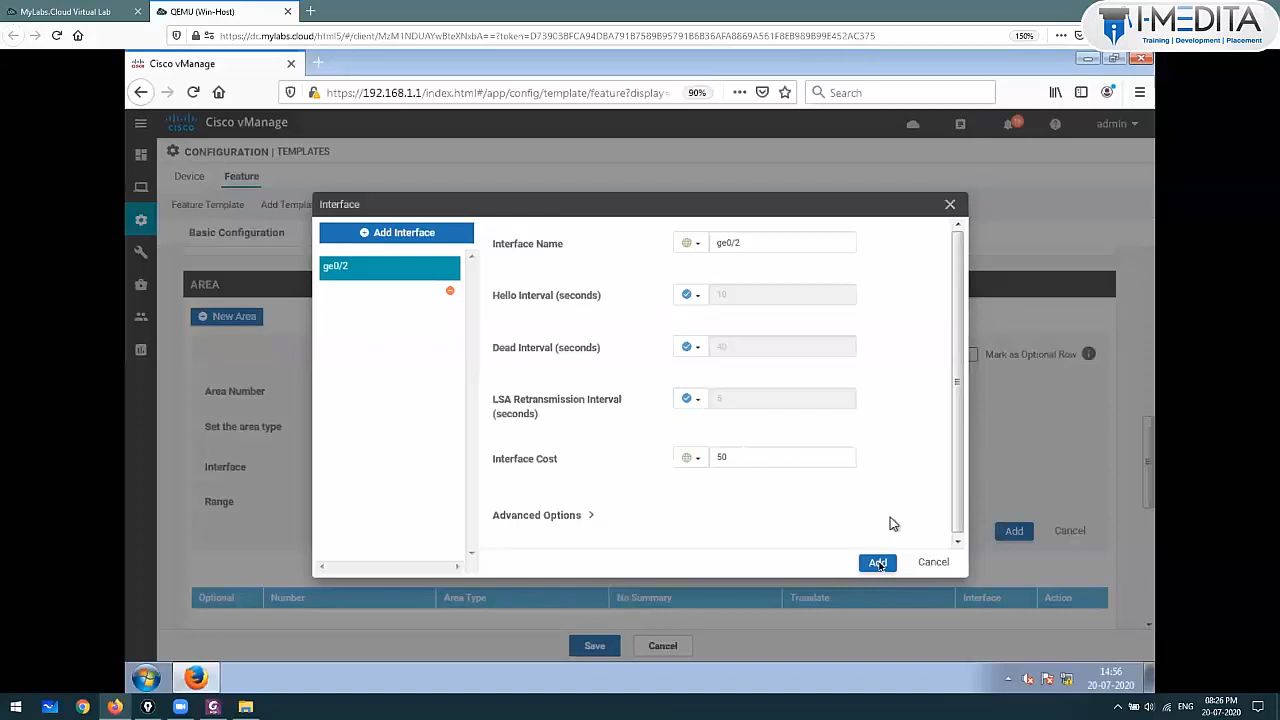 MyLabs.Cloud Virtual Lab
QEMU (Win-Host)
150%
I-MEDITA
Training | Development | Placement
Cisco vManage
https://192.168.1.1/index.html#/app/config/template/feature?display=
90%
Search
CISCO
Cisco vManage
admin
CONFIGURATION | TEMPLATES
Device
Feature
Feature Template
Add Templa
Basic Configuration
Interface
Add Interface
ge0/2
Interface Name
ge0/2
Hello Interval (seconds)
10
Dead Interval (seconds)
40
LSA Retransmission Interval
(seconds)
5
Interface Cost
50
Advanced Options
Add
Cancel
AREA
New Area
Mark as Optional Row
Area Number
Set the area type
Interface
Range
Add
Cancel
Optional
Number
Area Type
No Summary
Translate
Interface
Action
Save
Cancel
14:56
20-07-2020
ENG
08:26 PM
20-07-2020